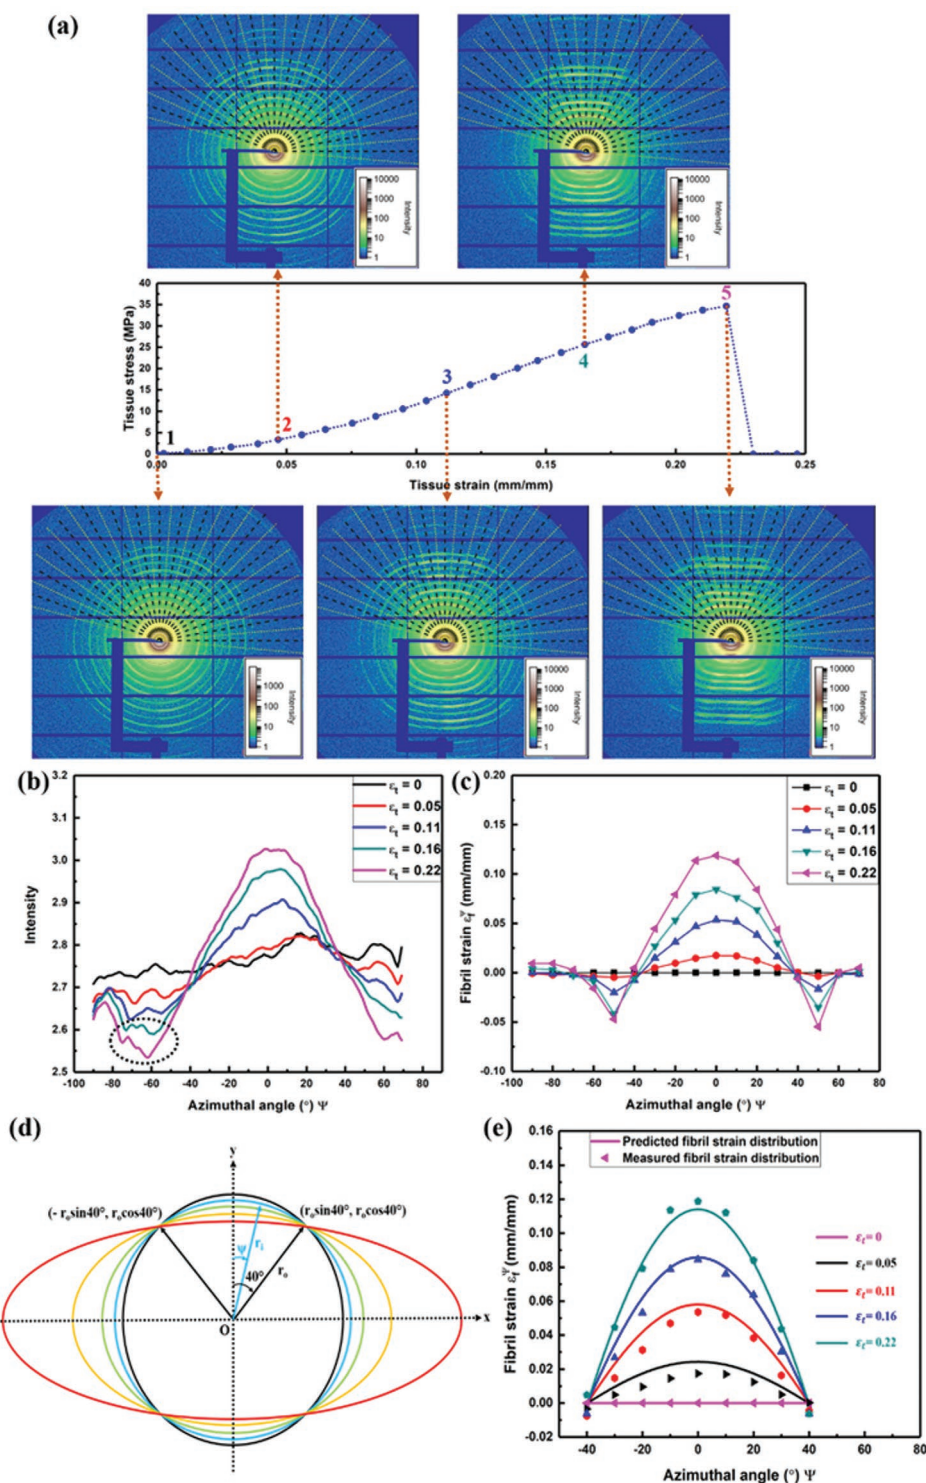 (a)
10000
1000
100
10
1
Intensity
10000
1000
100
10
1
Intensity
Tissue stress (MPa)
40
35
30
25
20
15
10
5
0
1
2
3
4
5
0.00
0.05
0.10
0.15
0.20
0.25
Tissue strain (mm/mm)
10000
1000
100
10
1
Intensity
10000
1000
100
10
1
Intensity
10000
1000
100
10
1
Intensity
(b)
3.2
3.1
3.0
2.9
2.8
2.7
2.6
2.5
Intensity
εt = 0
εt = 0.05
εt = 0.11
εt = 0.16
εt = 0.22
-100 -80 -60 -40 -20 0 20 40 60 80
Azimuthal angle (°) Ψ
(c)
0.20
0.15
0.10
0.05
0.00
-0.05
-0.10
Fibril strain εfΨ (mm/mm)
εt = 0
εt = 0.05
εt = 0.11
εt = 0.16
εt = 0.22
-100 -80 -60 -40 -20 0 20 40 60 80
Azimuthal angle (°) Ψ
(d)
y
(- rosin40°, rocos40°)
(rosin40°, rocos40°)
Ψ
ri
40°
ro
O
x
(e)
0.16
0.14
0.12
0.10
0.08
0.06
0.04
0.02
0.00
-0.02
Fibril strain εfΨ (mm/mm)
Predicted fibril strain distribution
Measured fibril strain distribution
εt = 0
εt = 0.05
εt = 0.11
εt = 0.16
εt = 0.22
-40 -20 0 20 40 60 80
Azimuthal angle (°) Ψ